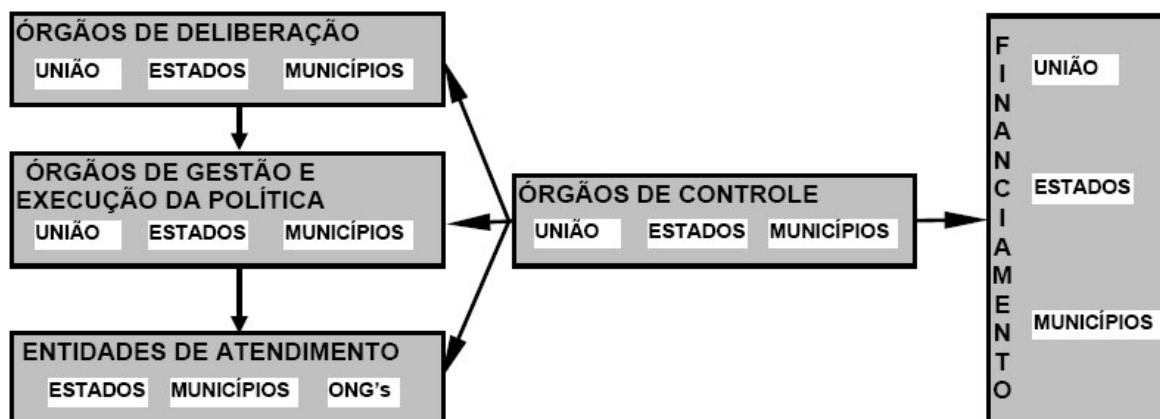 ÓRGÃOS DE DELIBERAÇÃO
UNIÃO ESTADOS MUNICÍPIOS
ÓRGÃOS DE GESTÃO E
EXECUÇÃO DA POLÍTICA
UNIÃO ESTADOS MUNICÍPIOS
ENTIDADES DE ATENDIMENTO
ESTADOS MUNICÍPIOS ONG's
ÓRGÃOS DE CONTROLE
UNIÃO ESTADOS MUNICÍPIOS
FINANCIAMENTO
UNIÃO
ESTADOS
MUNICÍPIOS